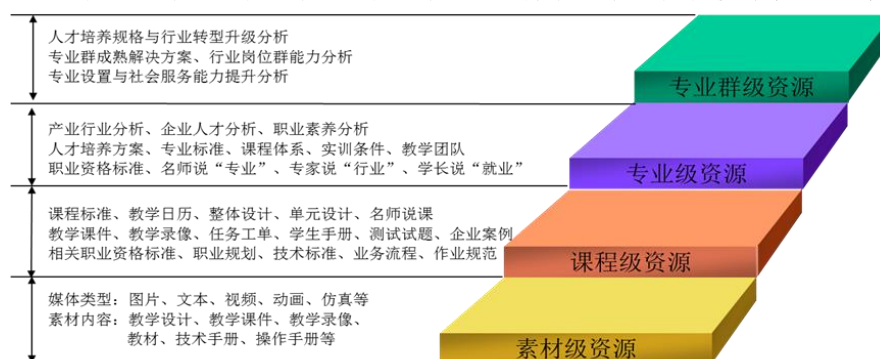 人才培养规格与行业转型升级分析
专业群成熟解决方案、行业岗位群能力分析
专业设置与社会服务能力提升分析
专业群级资源
产业行业分析、企业人才分析、职业素养分析
人才培养方案、专业标准、课程体系、实训条件、教学团队
职业资格标准、名师说“专业”、专家说“行业”、学长说“就业”
专业级资源
课程标准、教学日历、整体设计、单元设计、名师说课
教学课件、教学录像、任务工单、学生手册、测试试题、企业案例
相关职业资格标准、职业规划、技术标准、业务流程、作业规范
课程级资源
媒体类型：图片、文本、视频、动画、仿真等
素材内容：教学设计、教学课件、教学录像、
教材、技术手册、操作手册等
素材级资源